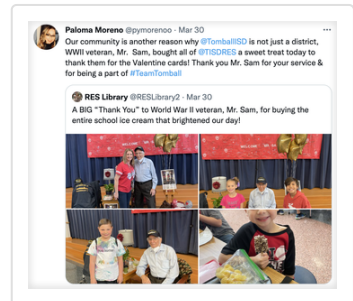 Paloma Moreno @pymorenoo · Mar 30
Our community is another reason why @TomballISD is not just a district,
WWII veteran, Mr. Sam, bought all of @TISDRES a sweet treat today to
thank them for the Valentine cards! Thank you Mr. Sam for your service &
for being a part of #TeamTomball
RES Library @RESLibrary2 · Mar 30
A BIG "Thank You" to World War II veteran, Mr. Sam, for buying the
entire school ice cream that brightened our day!